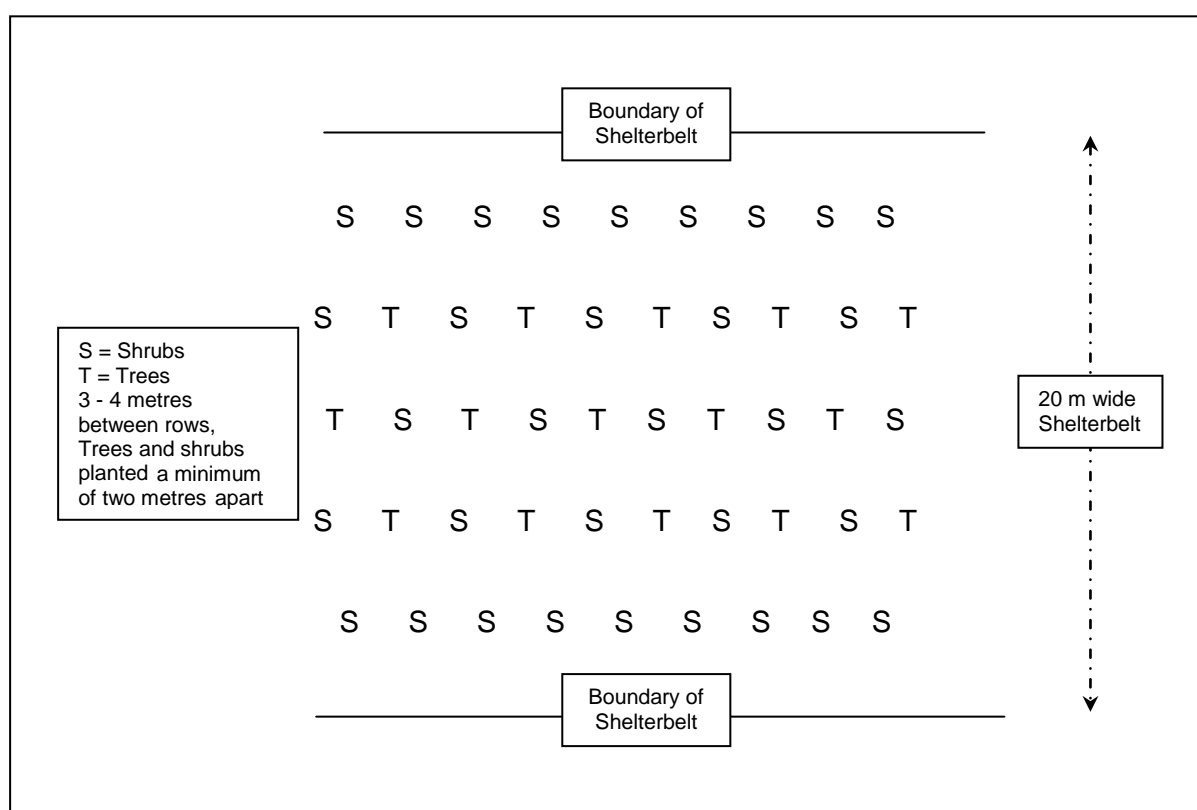 Boundary of
Shelterbelt
S S S S S S S S S
S T S T S T S T S T
S = Shrubs
T = Trees
3 - 4 metres
between rows,
Trees and shrubs
planted a minimum
of two metres apart
T S T S T S T S T S
20 m wide
Shelterbelt
S T S T S T S T S T
S S S S S S S S S
Boundary of
Shelterbelt